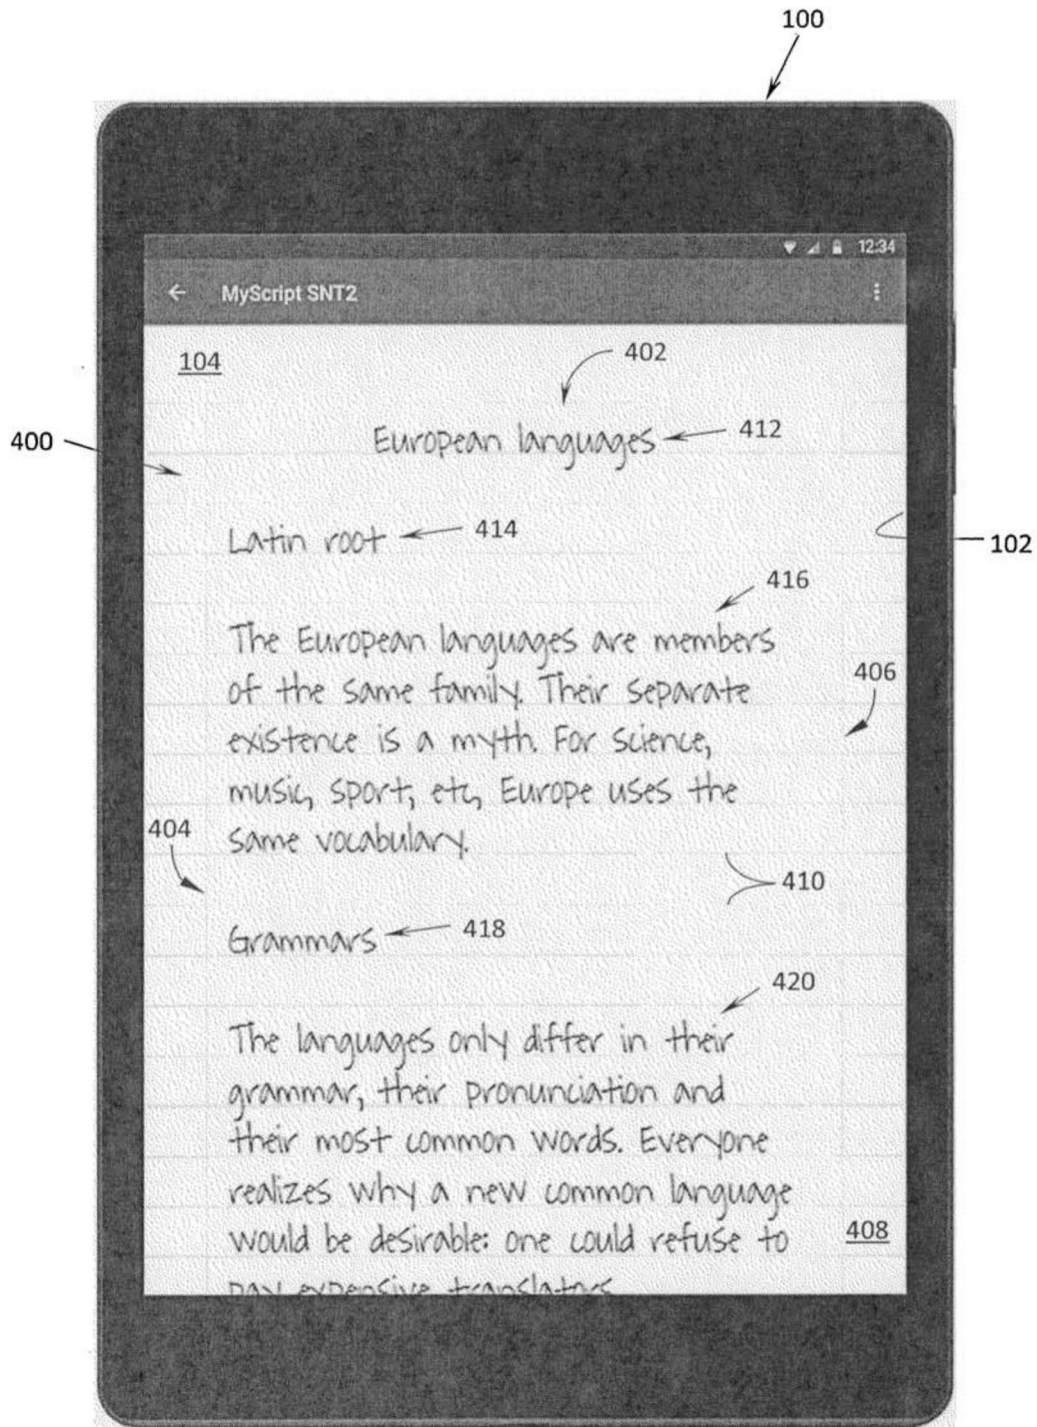 100
12:34
← MyScript SNT2
104
402
400
European languages
412
Latin root
414
102
416
The European languages are members
406
of the same family. Their separate
existence is a myth. For science,
music, sport, etc, Europe uses the
404
same vocabulary.
410
Grammars
418
420
The languages only differ in their
grammar, their pronunciation and
their most common words. Everyone
realizes why a new common language
would be desirable: one could refuse to
408
pay expensive translators